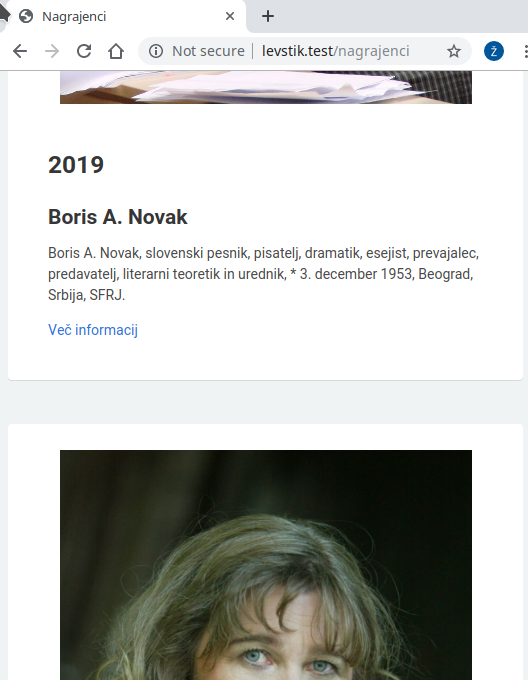 Nagrajenci
Not secure | levstik.test/nagrajenci
Ž
2019
Boris A. Novak
Boris A. Novak, slovenski pesnik, pisatelj, dramatik, esejist, prevajalec,
predavatelj, literarni teoretik in urednik, * 3. december 1953, Beograd,
Srbija, SFRJ.
Več informacij